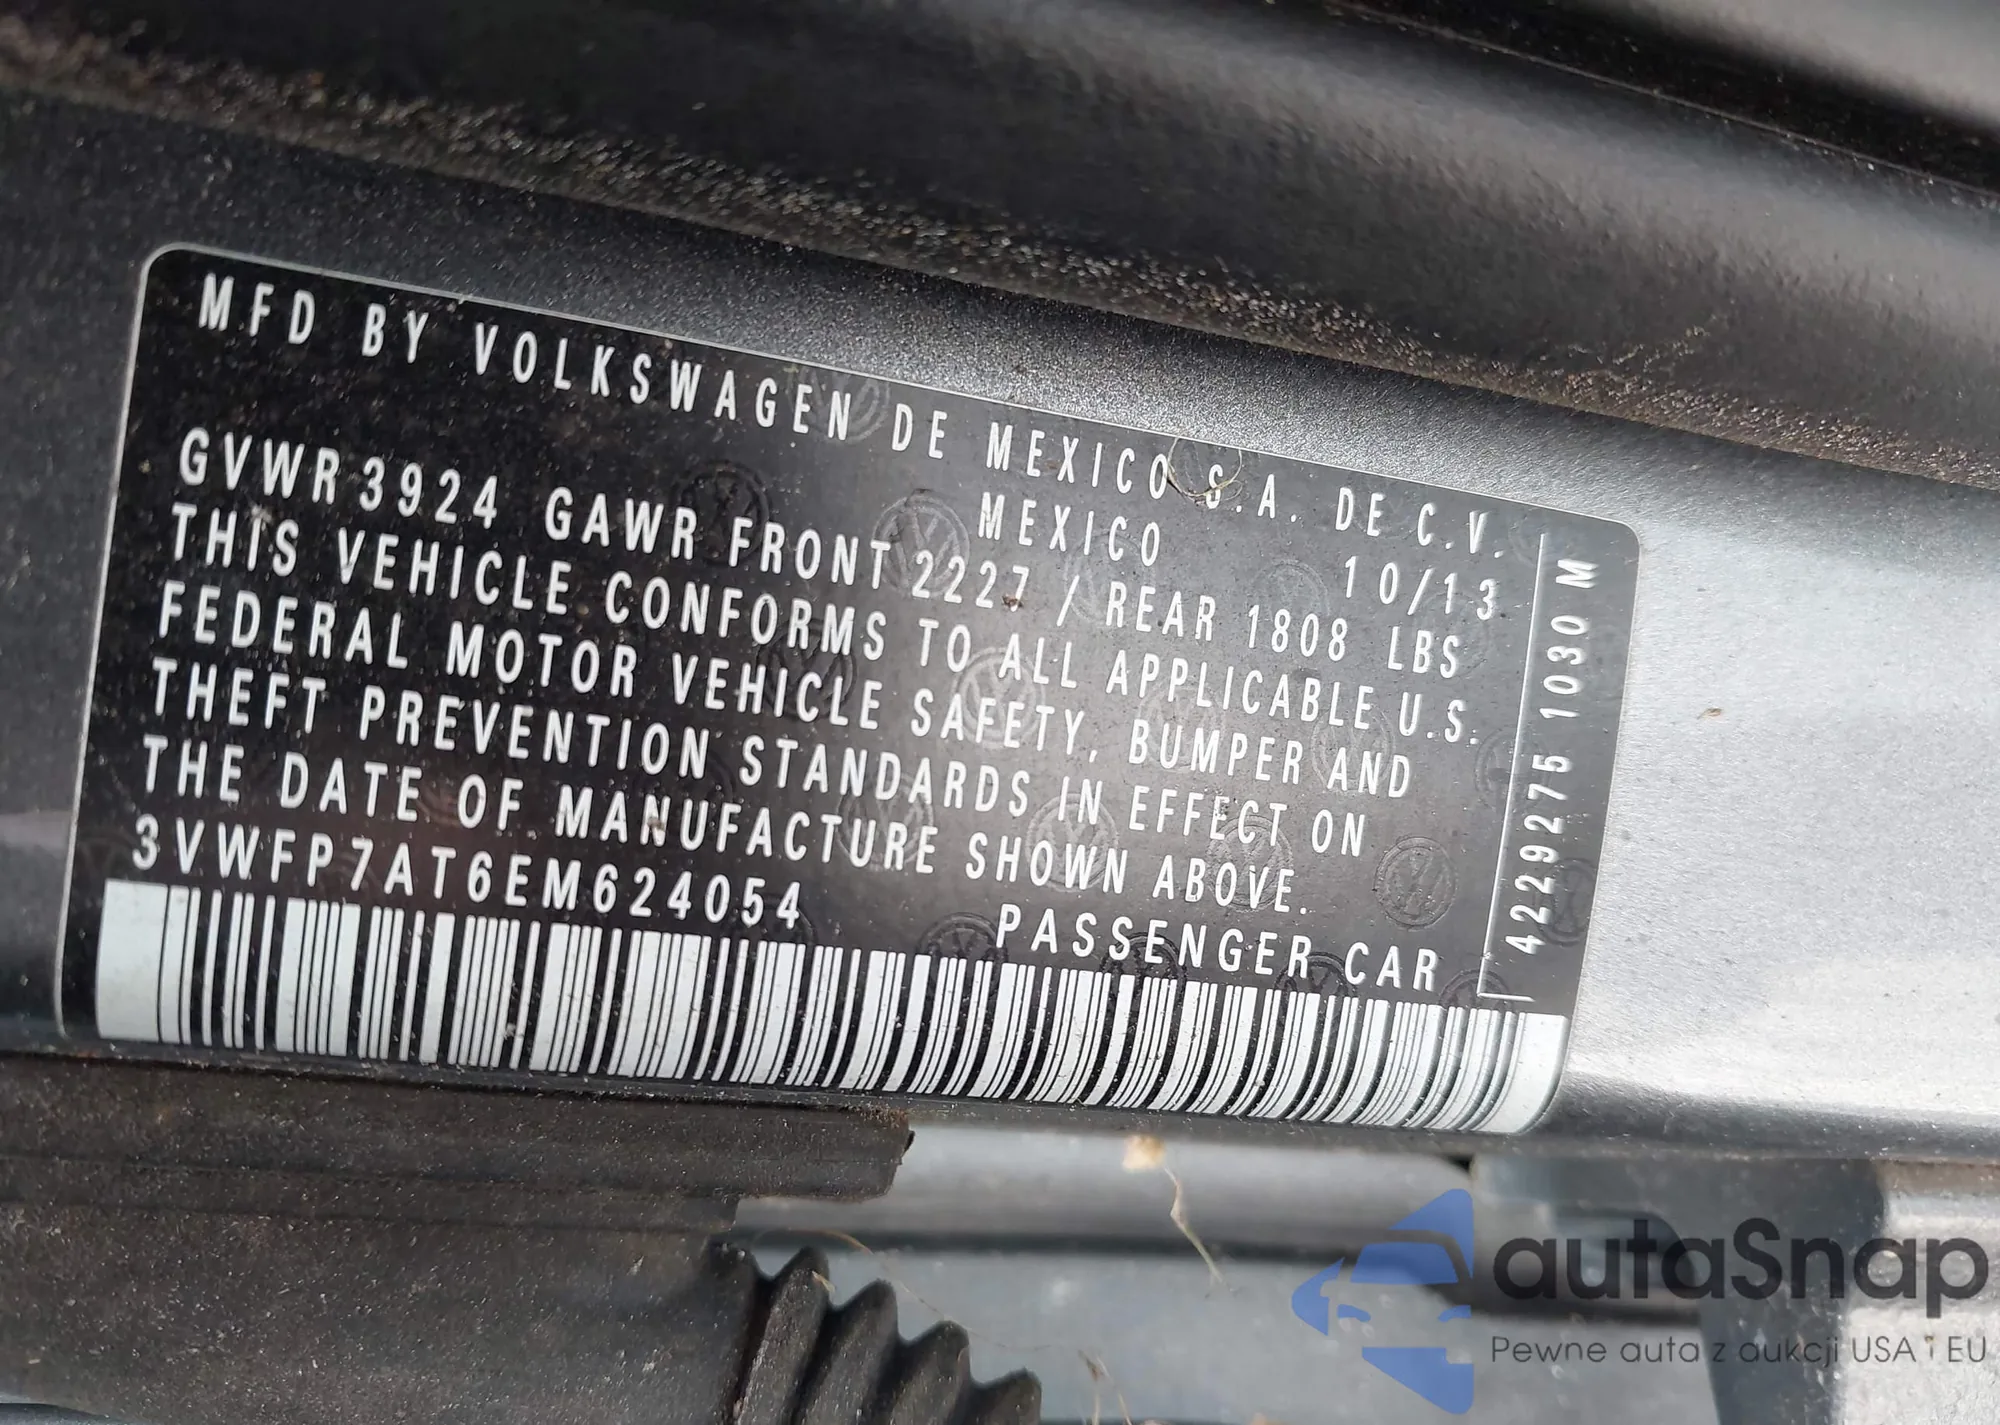 MFD BY VOLKSWAGEN DE MEXICO S.A. DE C.V.
MEXICO 10/13
GVWR 3924 GAWR FRONT 2227 / REAR 1808 LBS
THIS VEHICLE CONFORMS TO ALL APPLICABLE U.S.
FEDERAL MOTOR VEHICLE SAFETY, BUMPER AND
THEFT PREVENTION STANDARDS IN EFFECT ON
THE DATE OF MANUFACTURE SHOWN ABOVE.
3VWFP7AT6EM624054 PASSENGER CAR
4229275 1030 M
autaSnap
Pewne auta z aukcji USA i EU